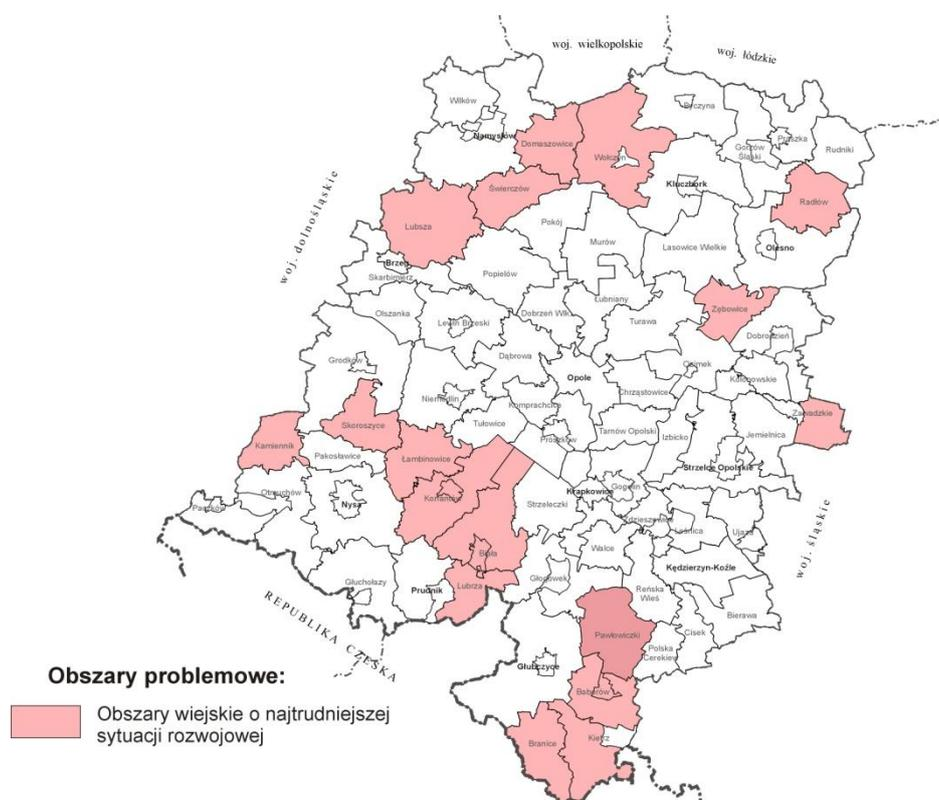 woj. wielkopolskie
woj. łódzkie
Wilków
Byczyna
Namysłów
Domaszowice
Wołczyn
Gorzów
Śląski
Praszka
Rudniki
Świerczów
Kluczbork
Radłów
woj. dolnośląskie
Lubsza
Pokój
Murów
Lasowice Wielkie
Olesno
Brzeg
Skarbimierz
Popielów
Olszanka
Lewin Brzeski
Dobrzeń Wlk.
Łubniany
Turawa
Zębowice
Dobrodzień
Grodków
Dąbrowa
Opole
Ozimek
Kolonowskie
Niemodlin
Komprachcice
Chrząstowice
Skoroszyce
Tułowice
Prószków
Tarnów Opolski
Izbicko
Jemielnica
Zawadzkie
Kamiennik
Pakosławice
Łambinowice
Strzelce Opolskie
Otmuchów
Korfantów
Krapkowice
Gogolin
Paczków
Nysa
Strzeleczki
Zdzieszowice
Leśnica
Ujazd
woj. śląskie
Biała
Walce
Kędzierzyn-Koźle
Głuchołazy
Prudnik
Lubrza
Głogówek
Reńska
Wieś
Bierawa
REPUBLIKA CZESKA
Pawłowiczki
Cisek
Polska
Cerekiew
Głubczyce
Baborów
Branice
Kietrz
Obszary problemowe:
Obszary wiejskie o najtrudniejszej
sytuacji rozwojowej